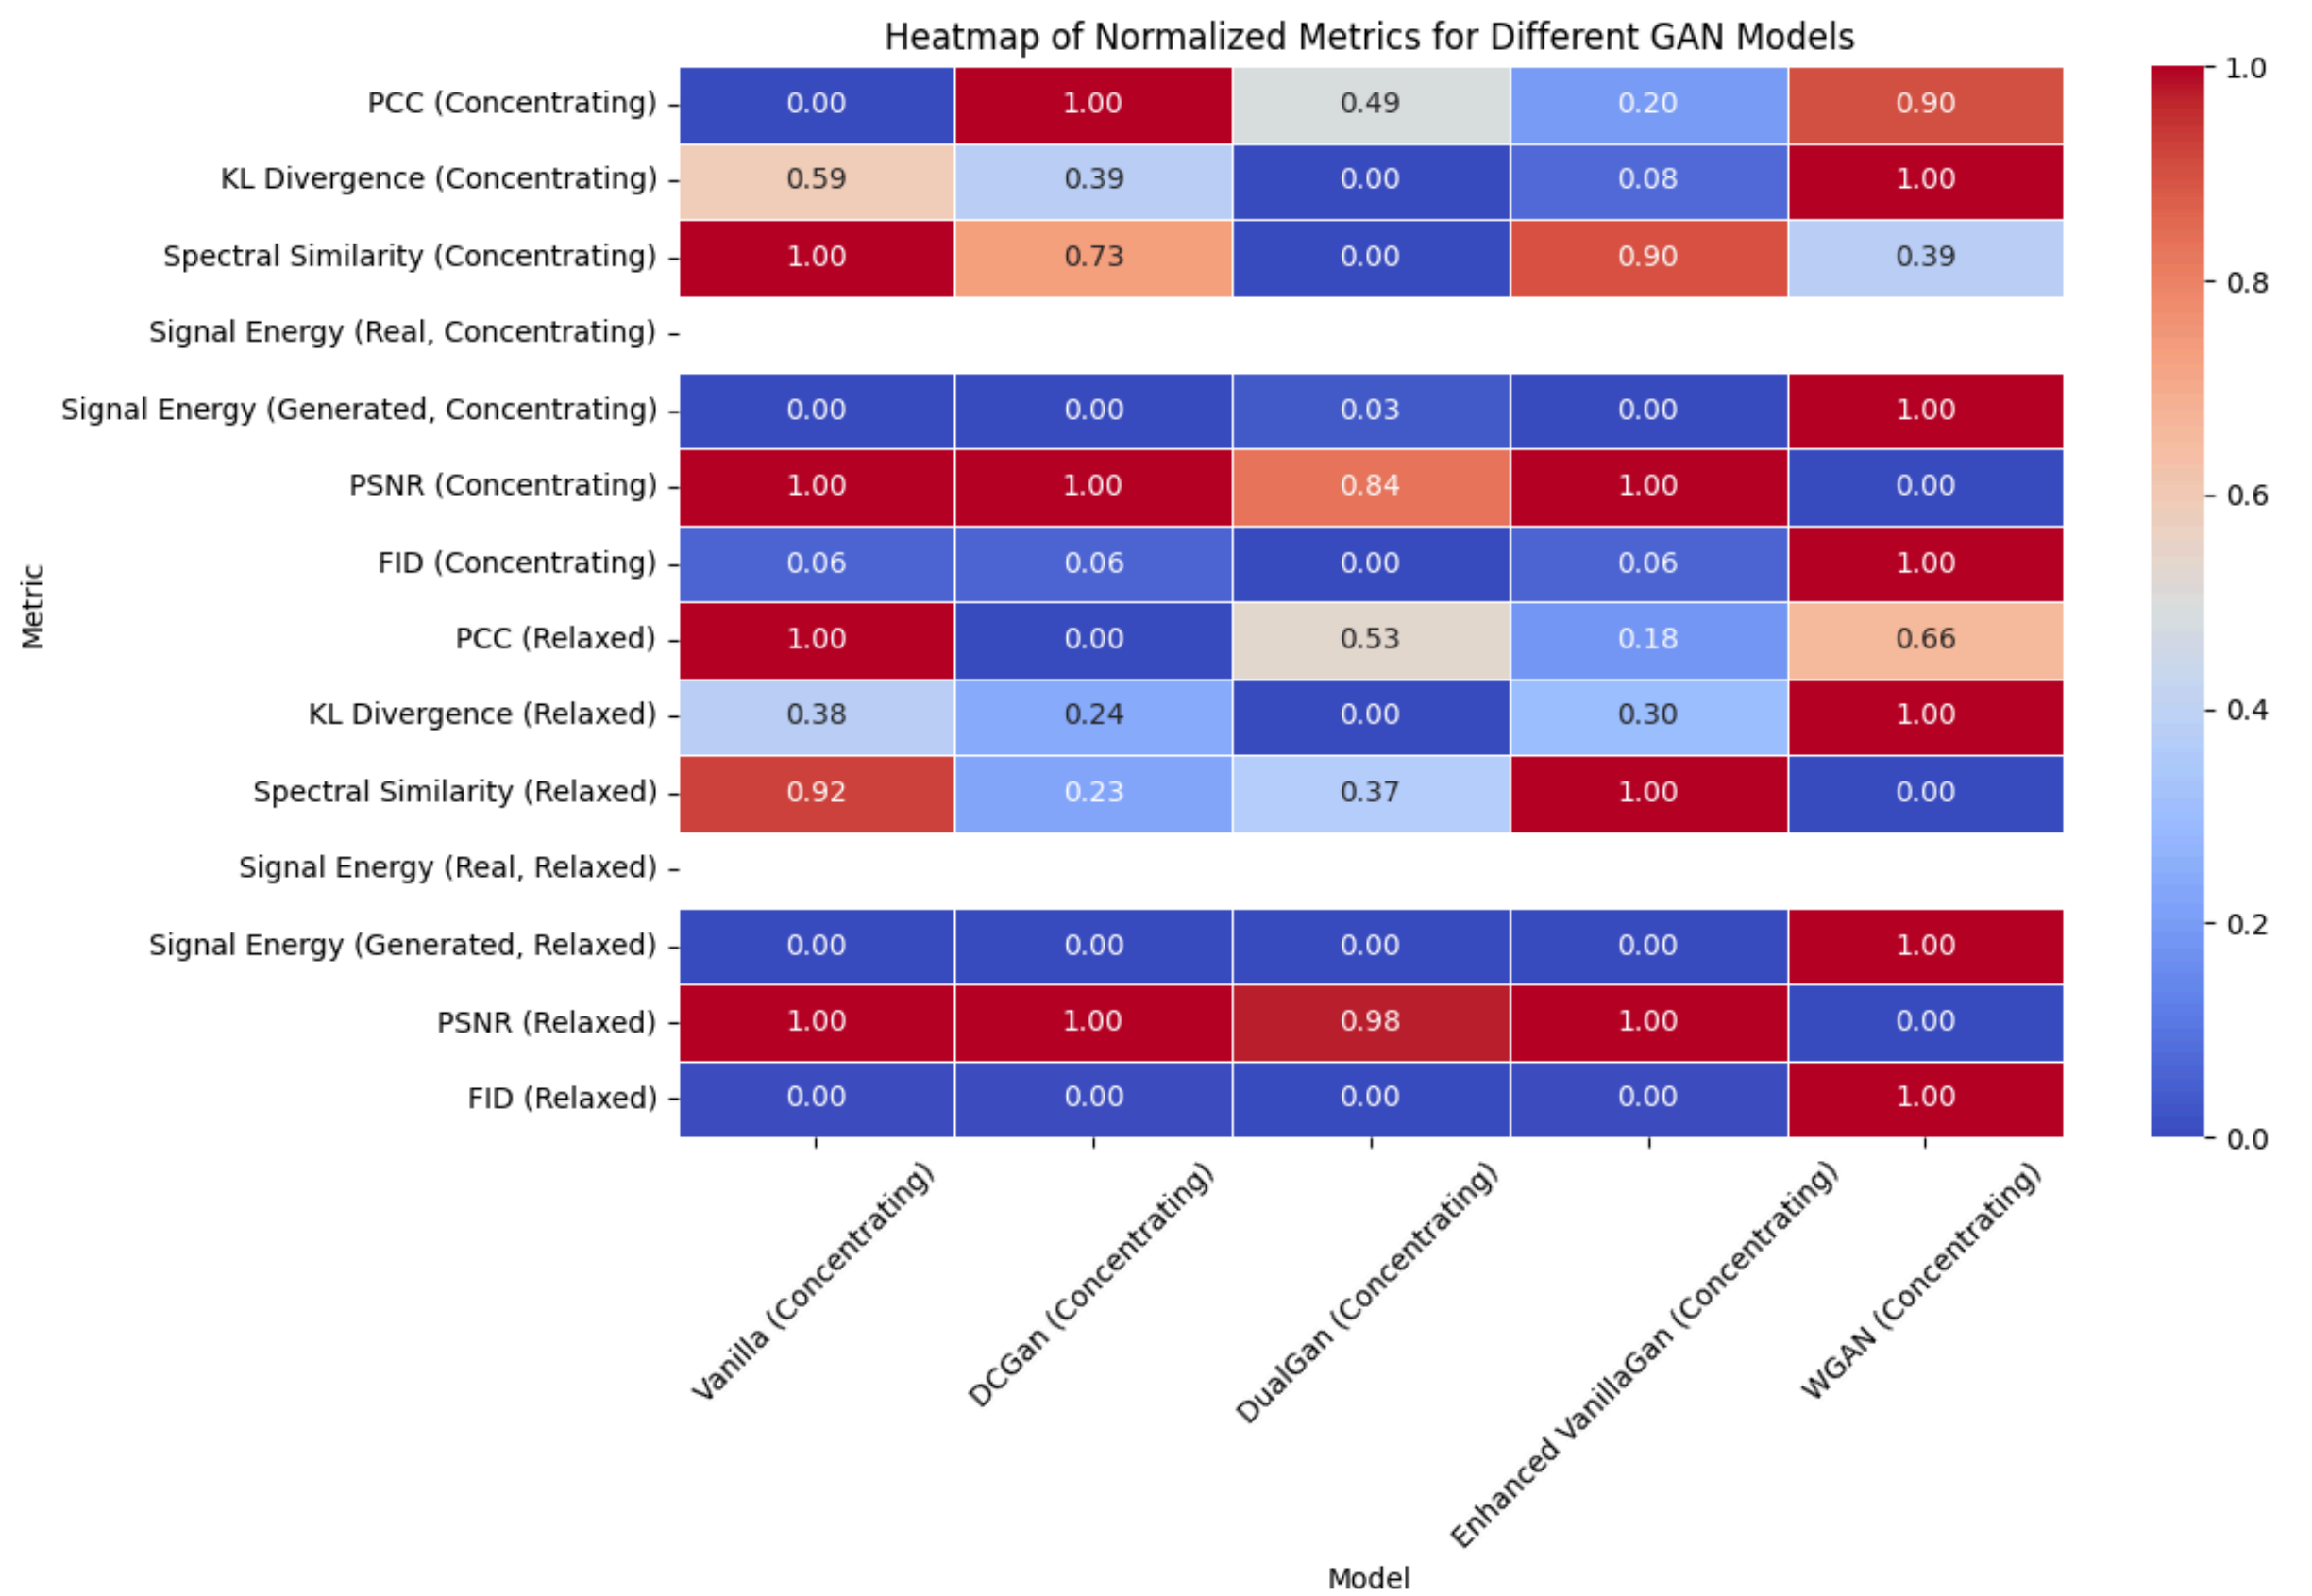 Heatmap of Normalized Metrics for Different GAN Models
Metric
PCC (Concentrating) 0.00 1.00 0.49 0.20 0.90
KL Divergence (Concentrating) 0.59 0.39 0.00 0.08 1.00
Spectral Similarity (Concentrating) 1.00 0.73 0.00 0.90 0.39
Signal Energy (Real, Concentrating)
Signal Energy (Generated, Concentrating) 0.00 0.00 0.03 0.00 1.00
PSNR (Concentrating) 1.00 1.00 0.84 1.00 0.00
FID (Concentrating) 0.06 0.06 0.00 0.06 1.00
PCC (Relaxed) 1.00 0.00 0.53 0.18 0.66
KL Divergence (Relaxed) 0.38 0.24 0.00 0.30 1.00
Spectral Similarity (Relaxed) 0.92 0.23 0.37 1.00 0.00
Signal Energy (Real, Relaxed)
Signal Energy (Generated, Relaxed) 0.00 0.00 0.00 0.00 1.00
PSNR (Relaxed) 1.00 1.00 0.98 1.00 0.00
FID (Relaxed) 0.00 0.00 0.00 0.00 1.00
Vanilla (Concentrating)
DCGan (Concentrating)
DualGan (Concentrating)
Enhanced VanillaGan (Concentrating)
WGAN (Concentrating)
Model
1.0
0.8
0.6
0.4
0.2
0.0